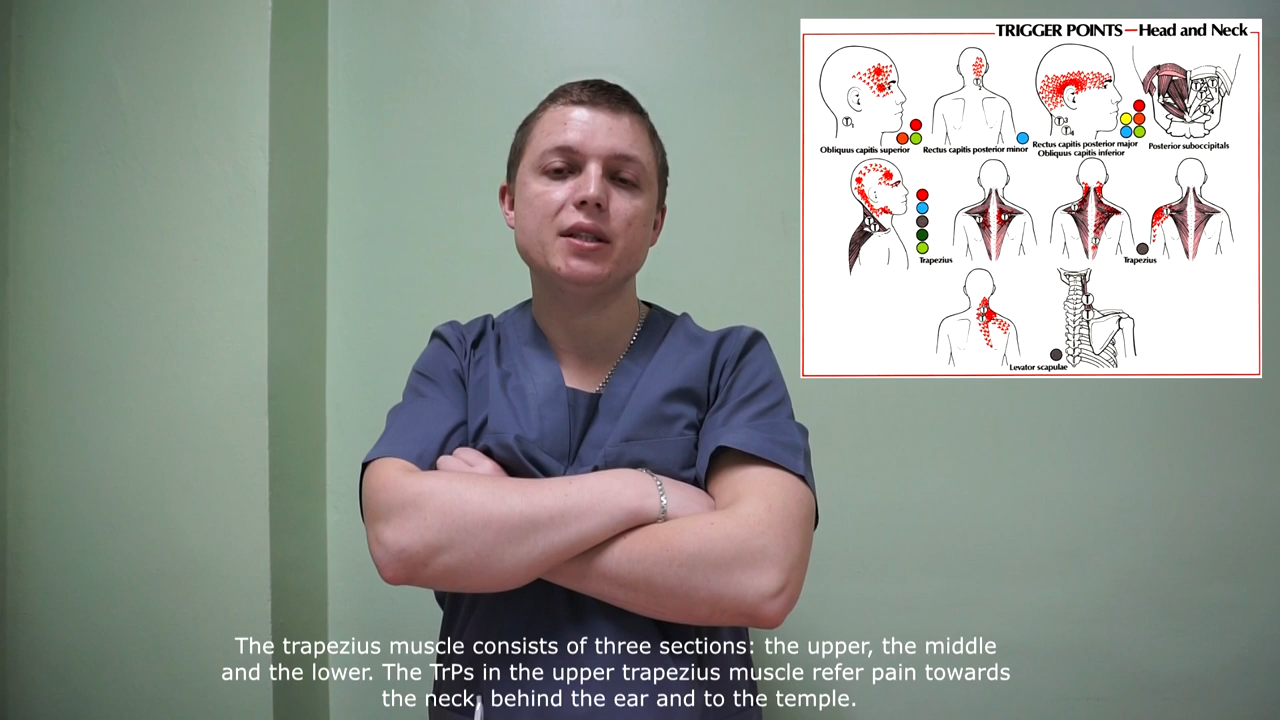 TRIGGER POINTS—Head and Neck
Obliquus capitis superior
Rectus capitis posterior minor
Rectus capitis posterior major
Obliquus capitis inferior
Posterior suboccipitals
Trapezius
Trapezius
Levator scapulae
The trapezius muscle consists of three sections: the upper, the middle
and the lower. The TrPs in the upper trapezius muscle refer pain towards
the neck, behind the ear and to the temple.